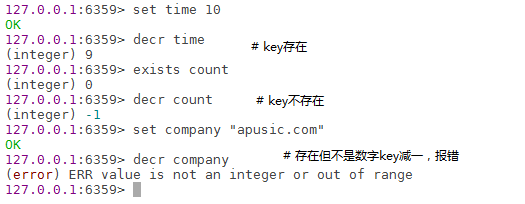 127.0.0.1:6359> set time 10
OK
127.0.0.1:6359> decr time
# key存在
(integer) 9
127.0.0.1:6359> exists count
(integer) 0
127.0.0.1:6359> decr count
# key不存在
(integer) -1
127.0.0.1:6359> set company "apusic.com"
OK
127.0.0.1:6359> decr company
# 存在但不是数字key减一，报错
(error) ERR value is not an integer or out of range
127.0.0.1:6359>